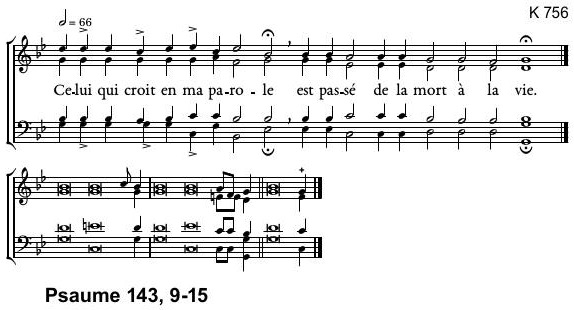 K 756
= 66
Ce-lui qui croit en ma pa-ro - le est pas-sé de la mort à la vie.
Psaume 143, 9-15